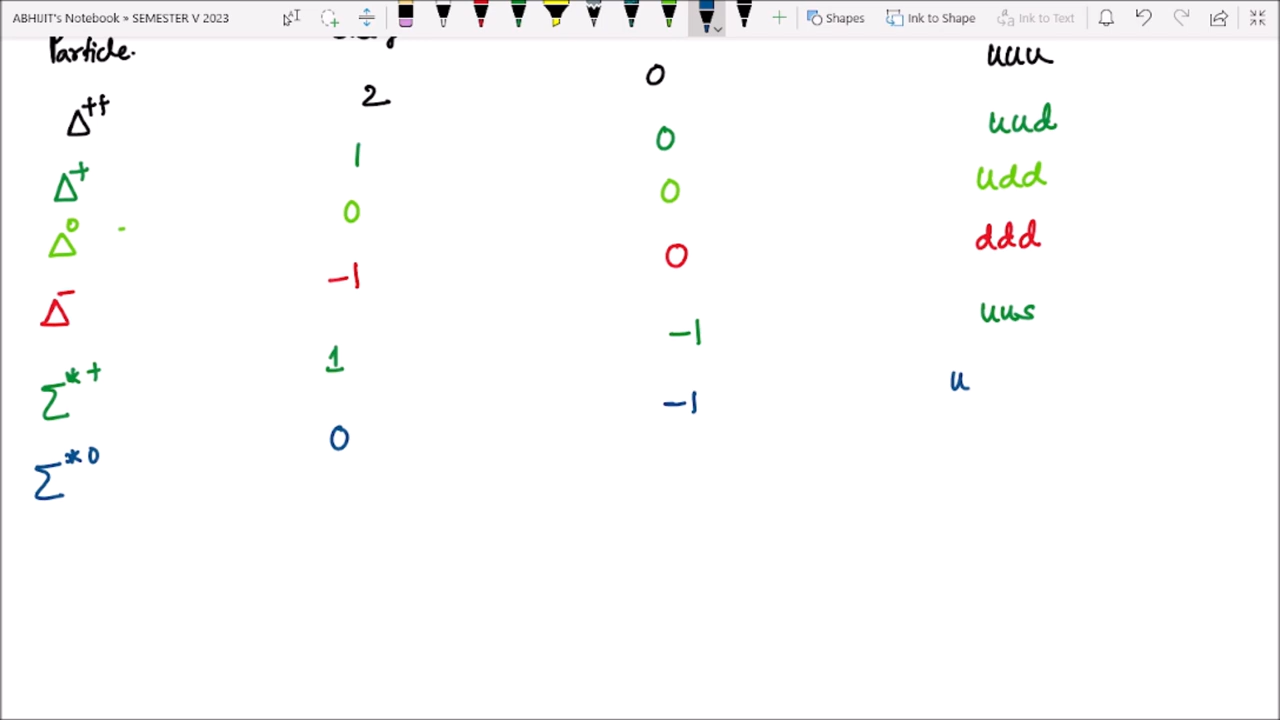 ABHIJIT's Notebook » SEMESTER V 2023 Shapes Ink to Shape Ink to Text
Particle.
Δ⁺⁺ 2 0 uuu
Δ⁺ 1 0 uud
Δ⁰ 0 0 udd
Δ⁻ -1 0 ddd
Σ*⁺ 1 -1 uus
Σ*⁰ 0 -1 u